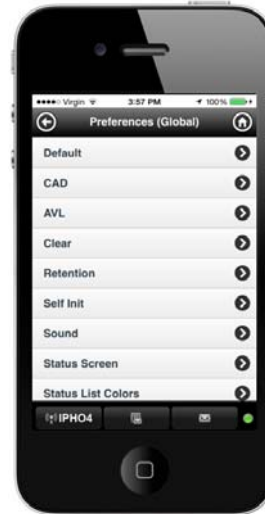 Virgin 3:57 PM 100%
Preferences (Global)
Default
CAD
AVL
Clear
Retention
Self Init
Sound
Status Screen
Status List Colors
IPHO4